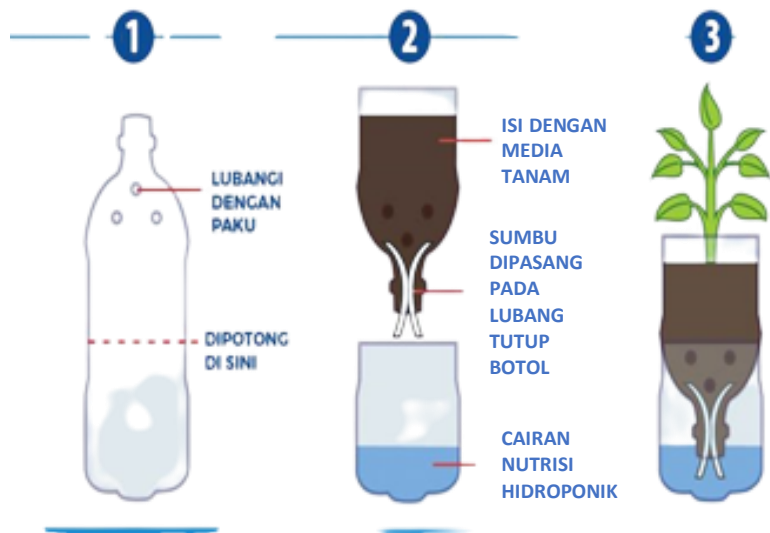 1
2
3
LUBANGI
DENGAN
PAKU
DIPOTONG
DI SINI
ISI DENGAN
MEDIA
TANAM
SUMBU
DIPASANG
PADA
LUBANG
TUTUP
BOTOL
CAIRAN
NUTRISI
HIDROPONIK